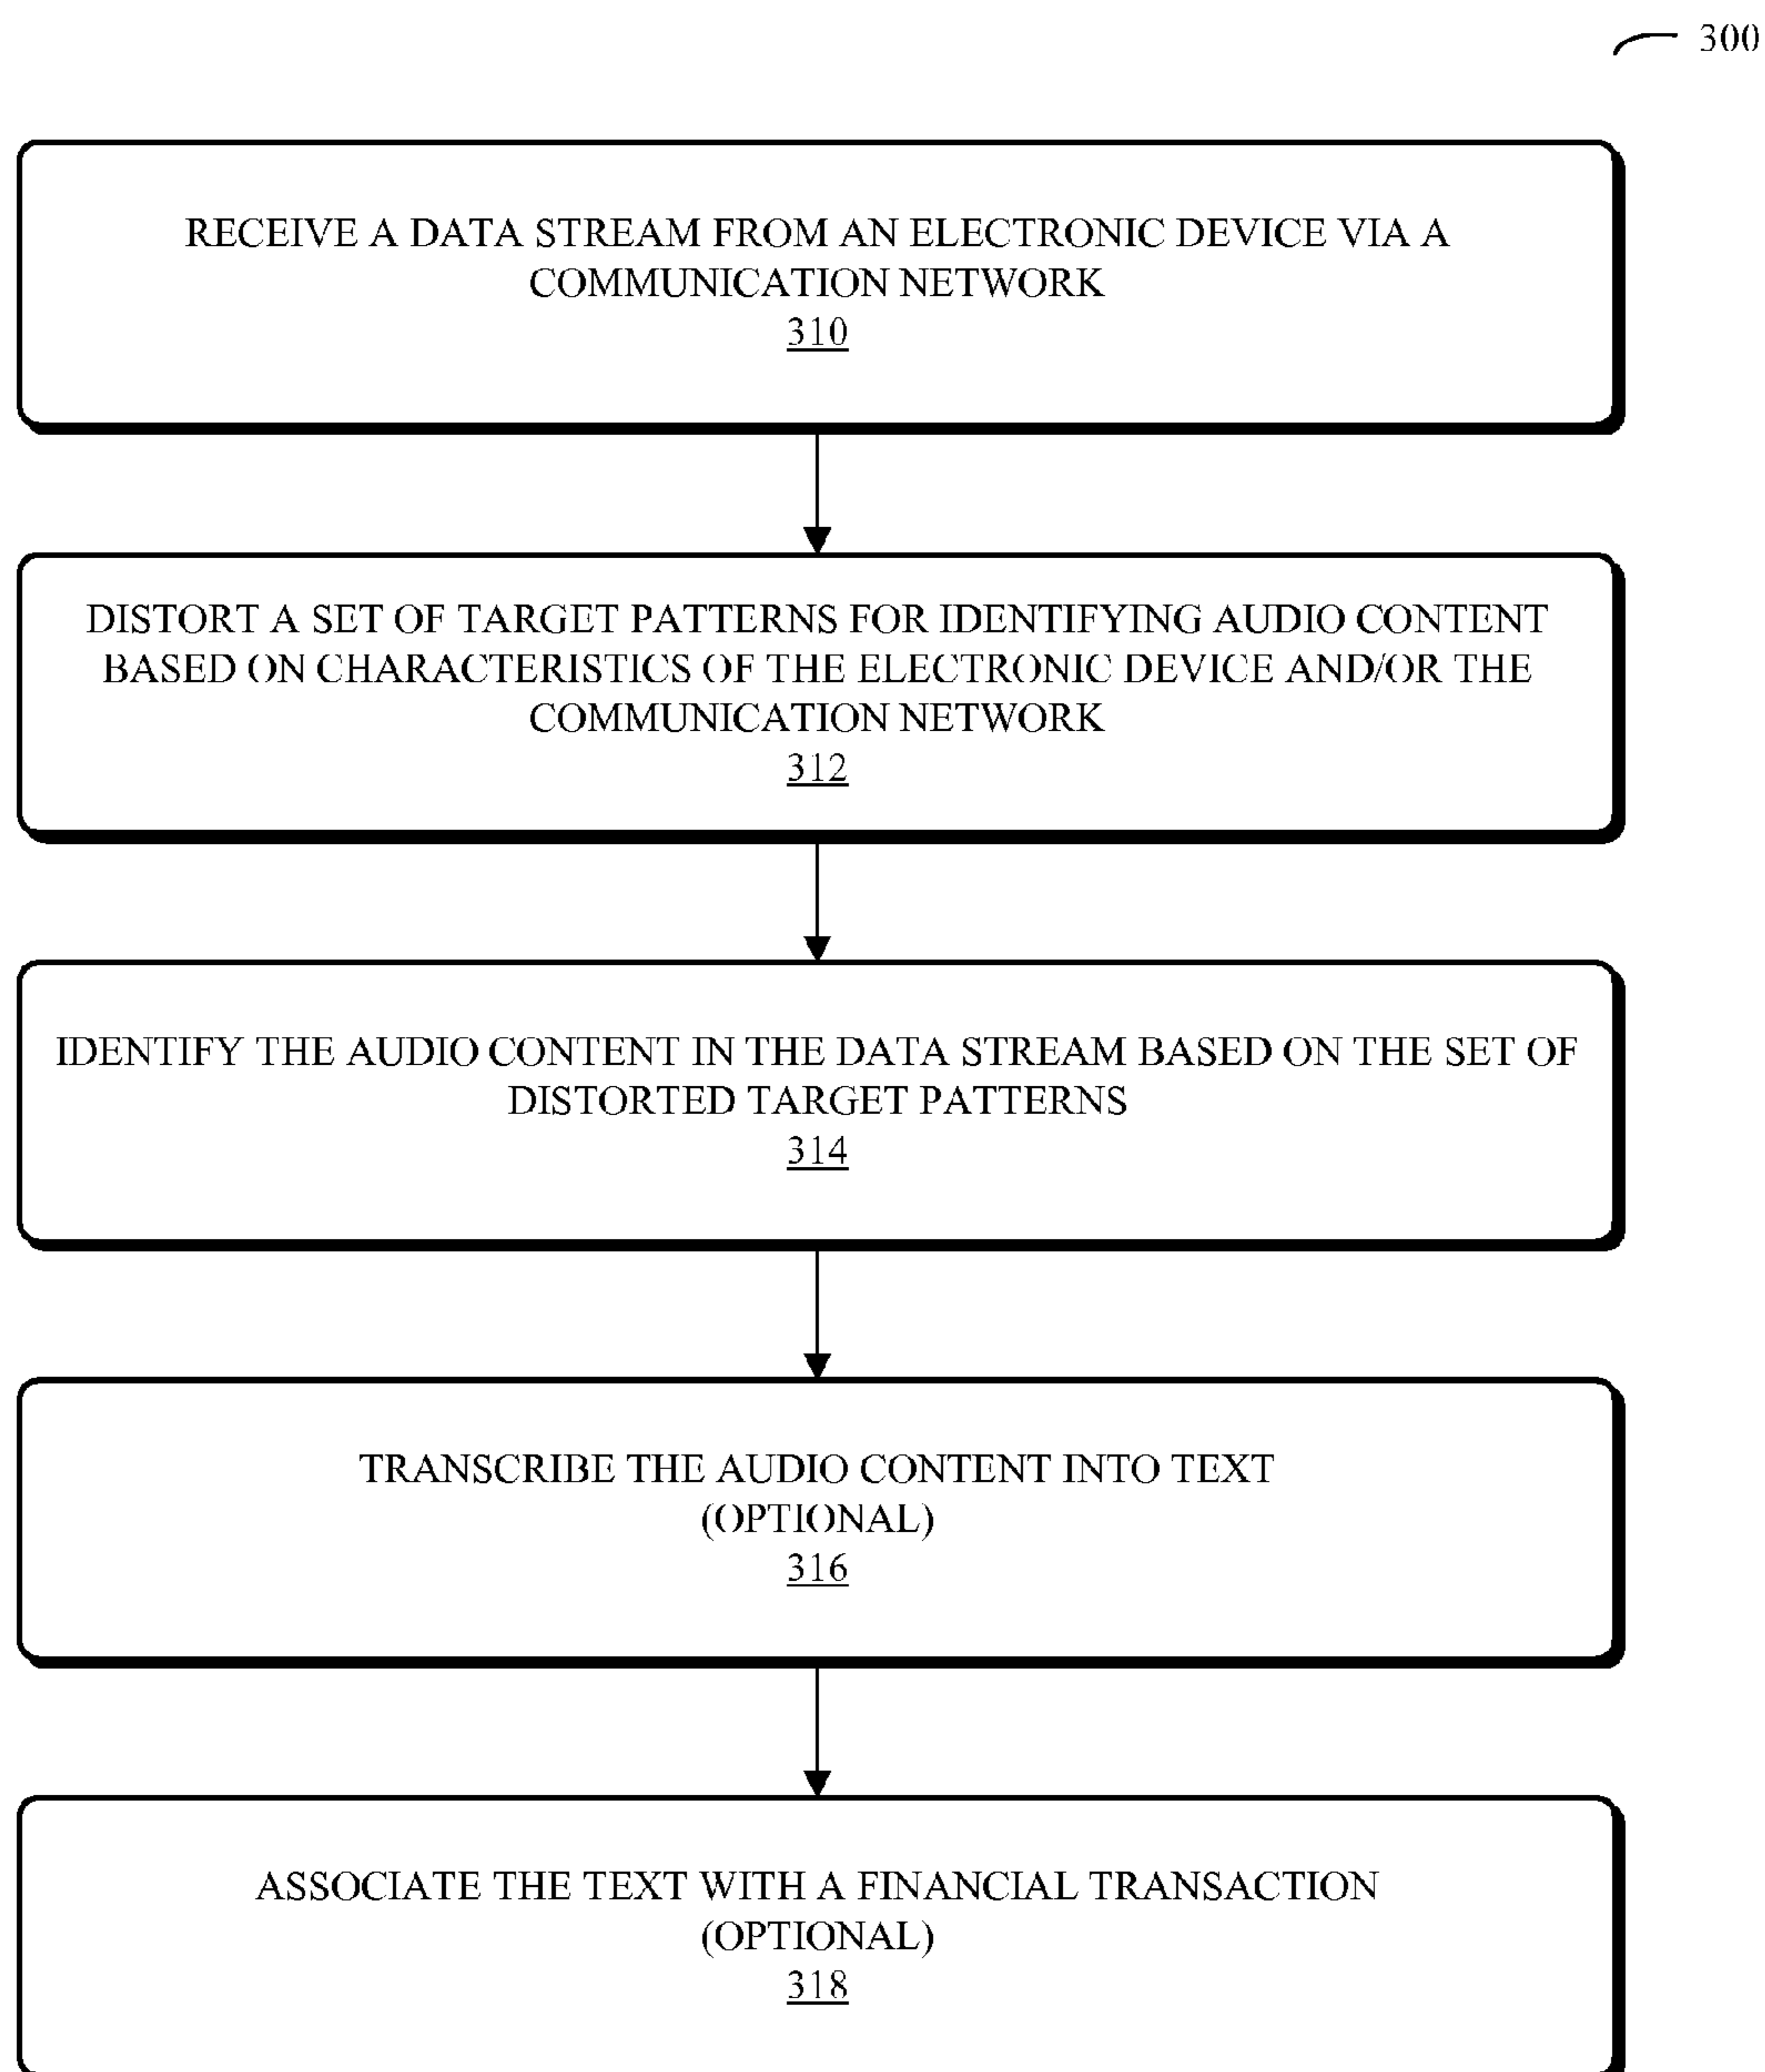 300
RECEIVE A DATA STREAM FROM AN ELECTRONIC DEVICE VIA A
COMMUNICATION NETWORK
310
DISTORT A SET OF TARGET PATTERNS FOR IDENTIFYING AUDIO CONTENT
BASED ON CHARACTERISTICS OF THE ELECTRONIC DEVICE AND/OR THE
COMMUNICATION NETWORK
312
IDENTIFY THE AUDIO CONTENT IN THE DATA STREAM BASED ON THE SET OF
DISTORTED TARGET PATTERNS
314
TRANSCRIBE THE AUDIO CONTENT INTO TEXT
(OPTIONAL)
316
ASSOCIATE THE TEXT WITH A FINANCIAL TRANSACTION
(OPTIONAL)
318